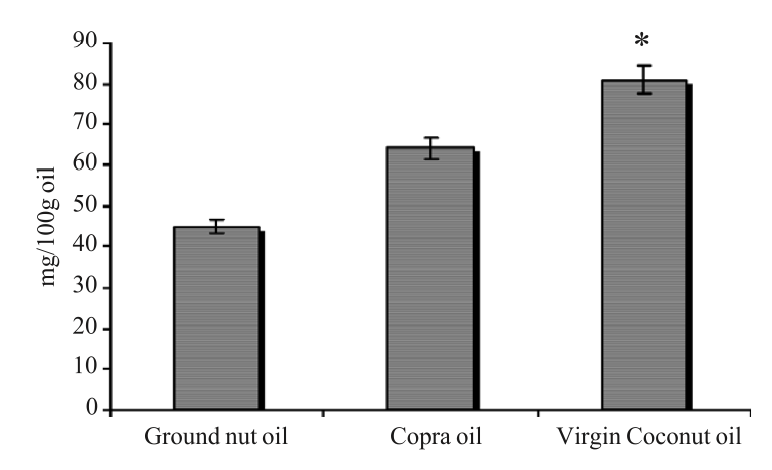 mg/100g oil
90
80
70
60
50
40
30
20
10
0
*
Ground nut oil
Copra oil
Virgin Coconut oil